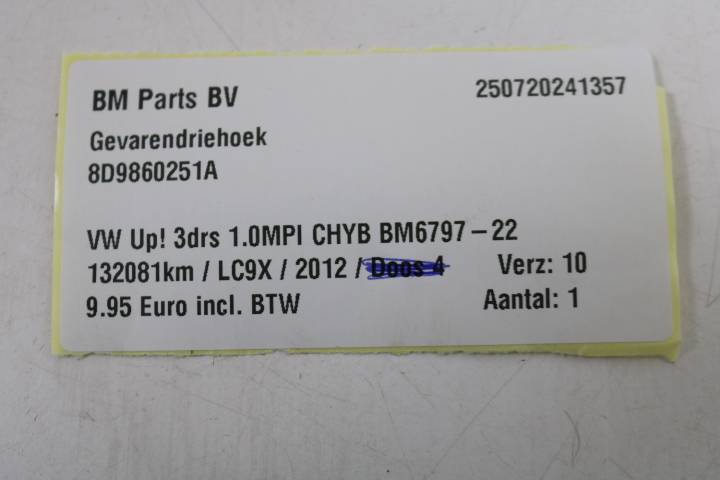 BM Parts BV 250720241357
Gevarendriehoek
8D9860251A
VW Up! 3drs 1.0MPI CHYB BM6797-22
132081km / LC9X / 2012 / Doos 4 Verz: 10
9.95 Euro incl. BTW Aantal: 1